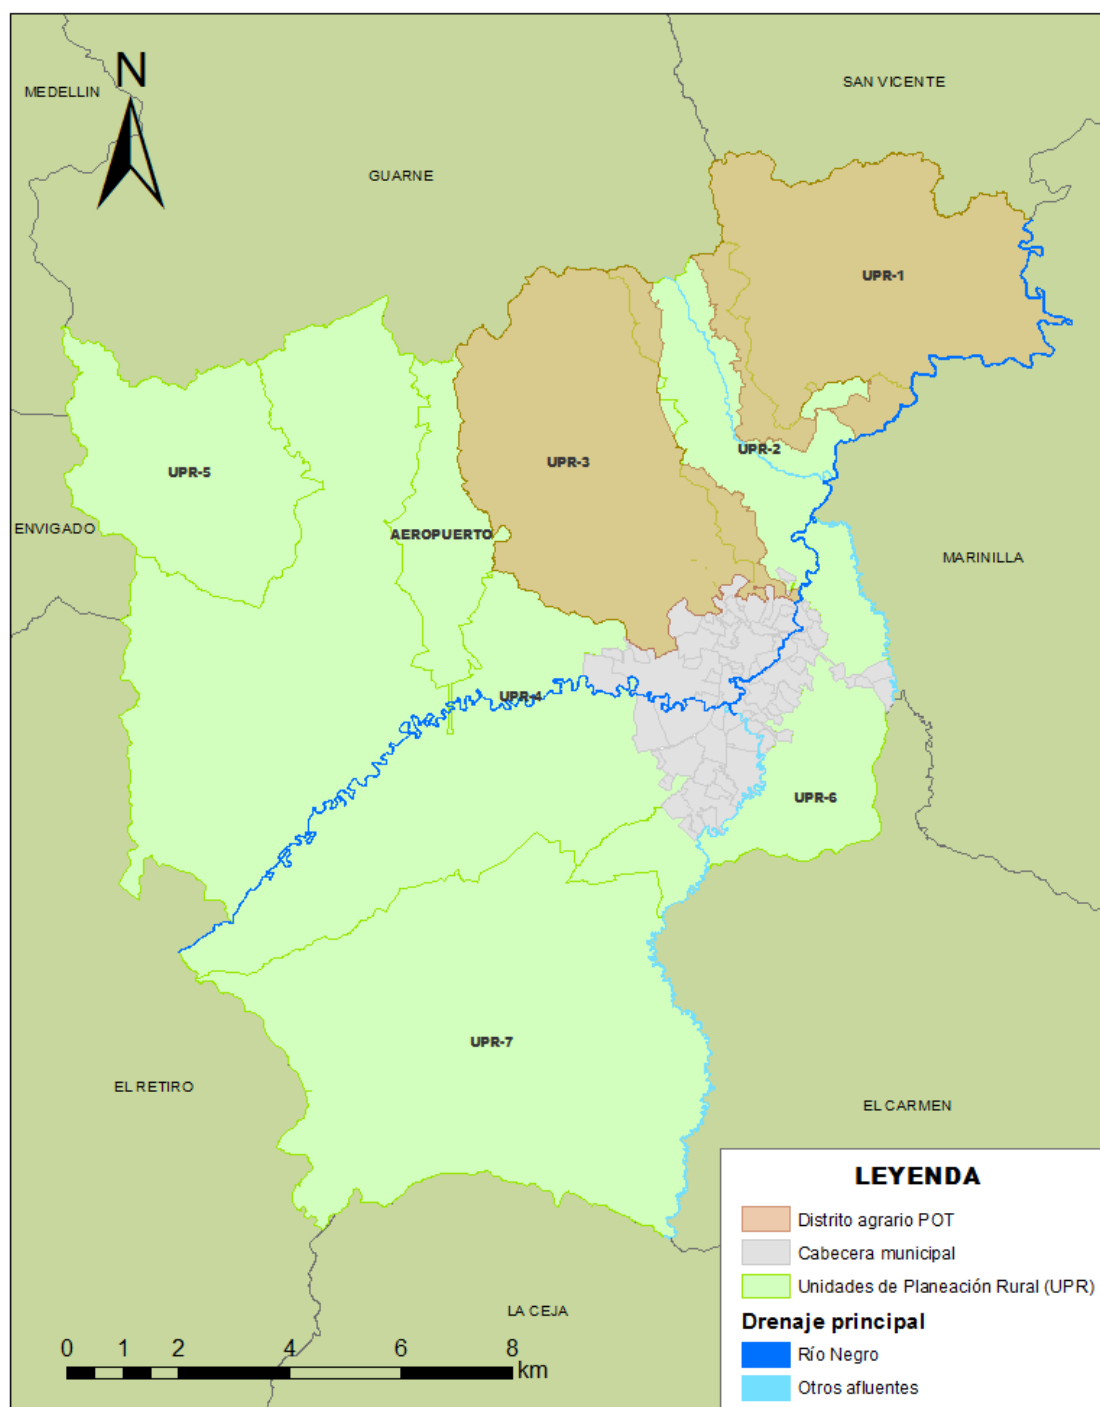 N
MEDELLIN
SAN VICENTE
GUARNE
UPR-1
UPR-2
UPR-3
UPR-5
ENVIGADO
AEROPUERTO
MARINILLA
UPR-4
UPR-6
UPR-7
EL RETIRO
EL CARMEN
LA CEJA
LEYENDA
Distrito agrario POT
Cabecera municipal
Unidades de Planeación Rural (UPR)
Drenaje principal
Río Negro
Otros afluentes
0 1 2 4 6 8
km